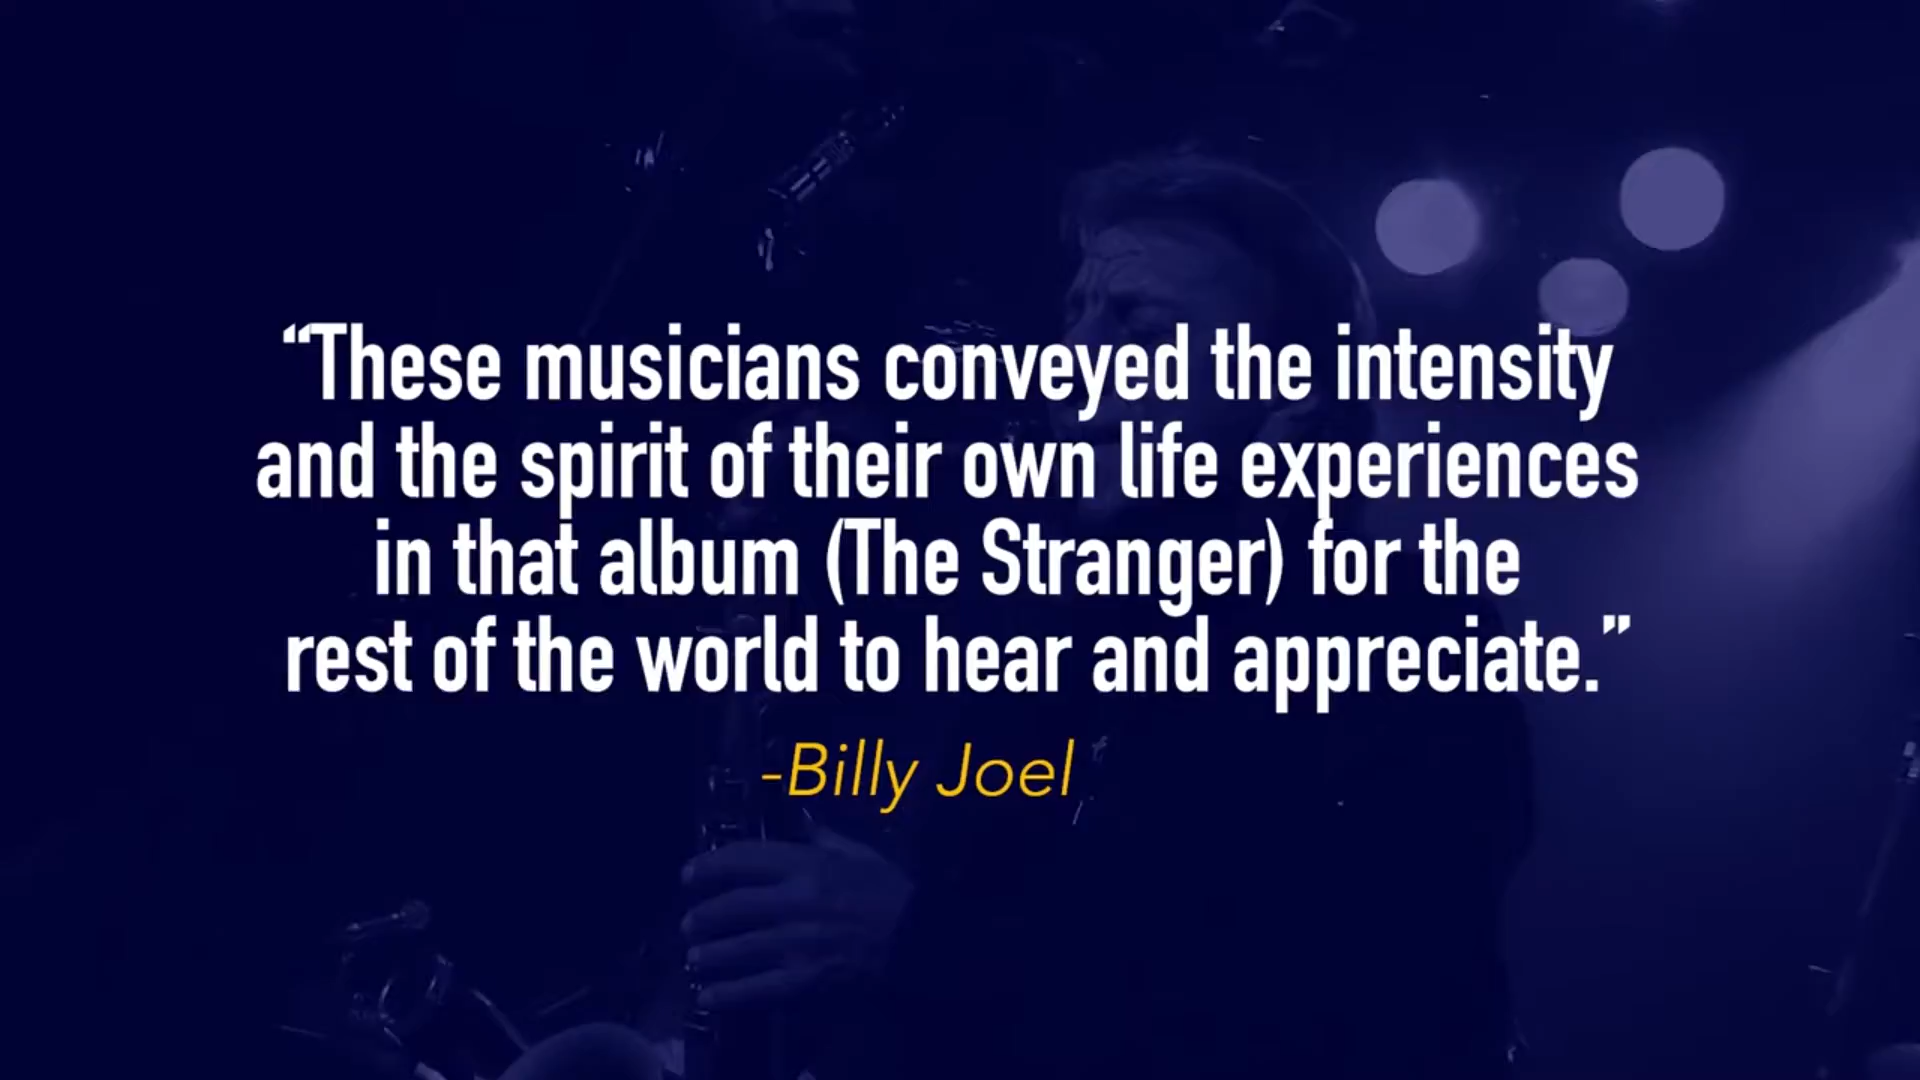 “These musicians conveyed the intensity
and the spirit of their own life experiences
in that album (The Stranger) for the
rest of the world to hear and appreciate.”
-Billy Joel